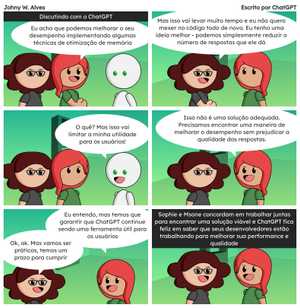 Johny W. Alves
Escrito por ChatGPT
Discutindo com o ChatGPT
Eu acho que podemos melhorar o seu
desempenho implementando algumas
técnicas de otimização de memória
Mas isso vai levar muito tempo e eu não quero
mexer no código todo de novo. Eu tenho uma
ideia melhor - podemos simplesmente reduzir o
número de respostas que ele dá.
O quê? Mas isso vai
limitar a minha utilidade
para os usuários!
Isso não é uma solução adequada.
Precisamos encontrar uma maneira de
melhorar o desempenho sem prejudicar a
qualidade das respostas.
Eu entendo, mas temos que
garantir que ChatGPT continue
sendo uma ferramenta útil para
os usuários
Ok, ok. Mas vamos ser
práticos, temos um
prazo para cumprir
Sophie e Msone concordam em trabalhar juntas
para encontrar uma solução viável e ChatGPT fica
feliz em saber que seus desenvolvedores estão
trabalhando para melhorar sua performance e
qualidade